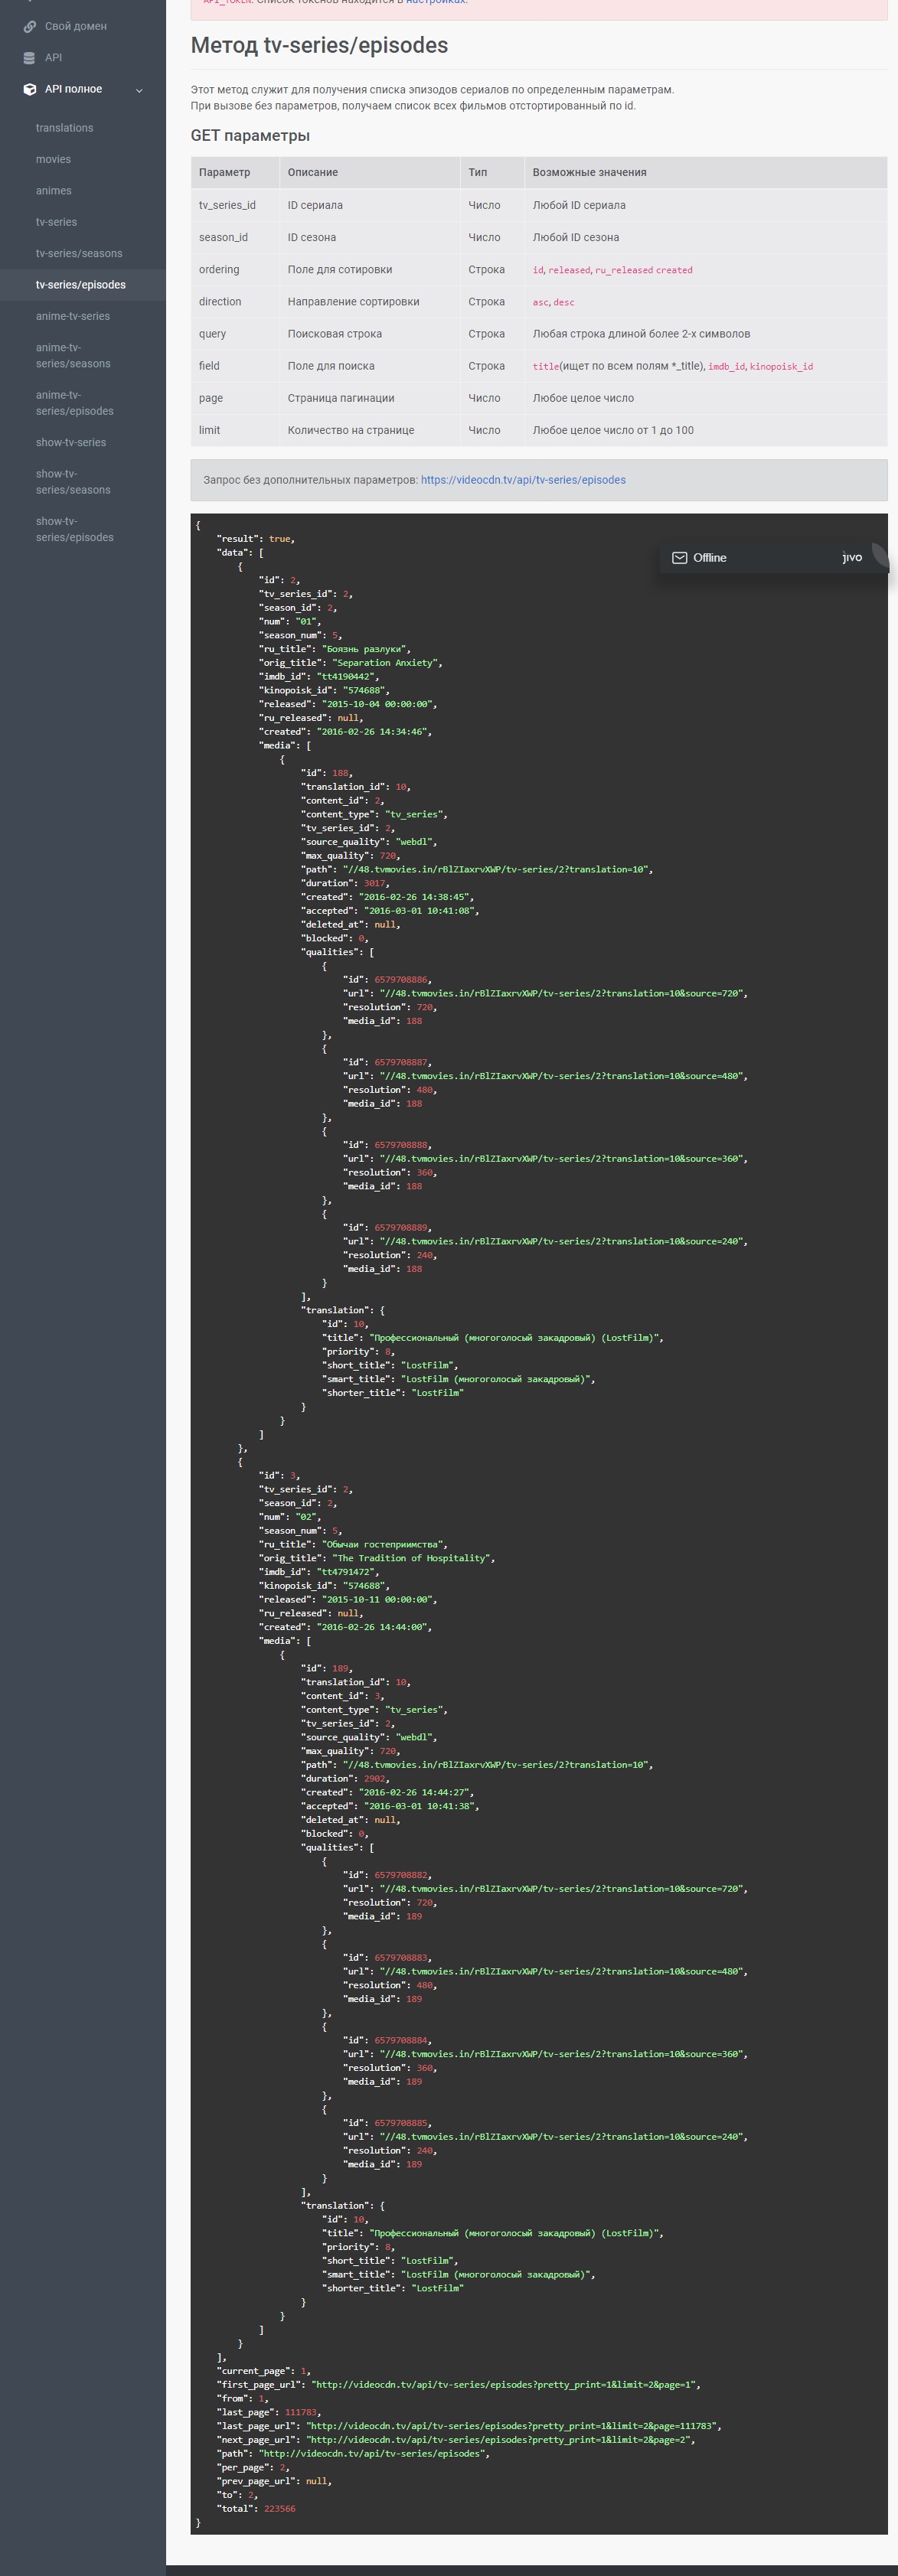 API_TOKEN. Список токенов находится в настройках.
Свой домен
API
API полное
translations
movies
animes
tv-series
tv-series/seasons
tv-series/episodes
anime-tv-series
anime-tv-
series/seasons
anime-tv-
series/episodes
show-tv-series
show-tv-
series/seasons
show-tv-
series/episodes
Метод tv-series/episodes
Этот метод служит для получения списка эпизодов сериалов по определенным параметрам.
При вызове без параметров, получаем список всех фильмов отстортированный по id.
GET параметры
Параметр Описание Тип Возможные значения
tv_series_id ID сериала Число Любой ID сериала
season_id ID сезона Число Любой ID сезона
ordering Поле для сотировки Строка id, released, ru_released created
direction Направление сортировки Строка asc, desc
query Поисковая строка Строка Любая строка длиной более 2-х символов
field Поле для поиска Строка title(ищет по всем полям *_title), imdb_id, kinopoisk_id
page Страница пагинации Число Любое целое число
limit Количество на странице Число Любое целое число от 1 до 100
Запрос без дополнительных параметров: https://videocdn.tv/api/tv-series/episodes
{
"result": true,
"data": [
{
Offline jivo
"id": 2,
"tv_series_id": 2,
"season_id": 2,
"num": "01",
"season_num": 5,
"ru_title": "Боязнь разлуки",
"orig_title": "Separation Anxiety",
"imdb_id": "tt4190442",
"kinopoisk_id": "574688",
"released": "2015-10-04 00:00:00",
"ru_released": null,
"created": "2016-02-26 14:34:46",
"media": [
{
"id": 188,
"translation_id": 10,
"content_id": 2,
"content_type": "tv_series",
"tv_series_id": 2,
"source_quality": "webdl",
"max_quality": 720,
"path": "//48.tvmovies.in/rBlZIaxrvXWP/tv-series/2?translation=10",
"duration": 3017,
"created": "2016-02-26 14:38:45",
"accepted": "2016-03-01 10:41:08",
"deleted_at": null,
"blocked": 0,
"qualities": [
{
"id": 6579708886,
"url": "//48.tvmovies.in/rBlZIaxrvXWP/tv-series/2?translation=10&source=720",
"resolution": 720,
"media_id": 188
},
{
"id": 6579708887,
"url": "//48.tvmovies.in/rBlZIaxrvXWP/tv-series/2?translation=10&source=480",
"resolution": 480,
"media_id": 188
},
{
"id": 6579708888,
"url": "//48.tvmovies.in/rBlZIaxrvXWP/tv-series/2?translation=10&source=360",
"resolution": 360,
"media_id": 188
},
{
"id": 6579708889,
"url": "//48.tvmovies.in/rBlZIaxrvXWP/tv-series/2?translation=10&source=240",
"resolution": 240,
"media_id": 188
}
],
"translation": {
"id": 10,
"title": "Профессиональный (многоголосый закадровый) (LostFilm)",
"priority": 8,
"short_title": "LostFilm",
"smart_title": "LostFilm (многоголосый закадровый)",
"shorter_title": "LostFilm"
}
}
]
},
{
"id": 3,
"tv_series_id": 2,
"season_id": 2,
"num": "02",
"season_num": 5,
"ru_title": "Обычаи гостеприимства",
"orig_title": "The Tradition of Hospitality",
"imdb_id": "tt4791472",
"kinopoisk_id": "574688",
"released": "2015-10-11 00:00:00",
"ru_released": null,
"created": "2016-02-26 14:44:00",
"media": [
{
"id": 189,
"translation_id": 10,
"content_id": 3,
"content_type": "tv_series",
"tv_series_id": 2,
"source_quality": "webdl",
"max_quality": 720,
"path": "//48.tvmovies.in/rBlZIaxrvXWP/tv-series/2?translation=10",
"duration": 2902,
"created": "2016-02-26 14:44:27",
"accepted": "2016-03-01 10:41:38",
"deleted_at": null,
"blocked": 0,
"qualities": [
{
"id": 6579708882,
"url": "//48.tvmovies.in/rBlZIaxrvXWP/tv-series/2?translation=10&source=720",
"resolution": 720,
"media_id": 189
},
{
"id": 6579708883,
"url": "//48.tvmovies.in/rBlZIaxrvXWP/tv-series/2?translation=10&source=480",
"resolution": 480,
"media_id": 189
},
{
"id": 6579708884,
"url": "//48.tvmovies.in/rBlZIaxrvXWP/tv-series/2?translation=10&source=360",
"resolution": 360,
"media_id": 189
},
{
"id": 6579708885,
"url": "//48.tvmovies.in/rBlZIaxrvXWP/tv-series/2?translation=10&source=240",
"resolution": 240,
"media_id": 189
}
],
"translation": {
"id": 10,
"title": "Профессиональный (многоголосый закадровый) (LostFilm)",
"priority": 8,
"short_title": "LostFilm",
"smart_title": "LostFilm (многоголосый закадровый)",
"shorter_title": "LostFilm"
}
}
]
}
],
"current_page": 1,
"first_page_url": "http://videocdn.tv/api/tv-series/episodes?pretty_print=1&limit=2&page=1",
"from": 1,
"last_page": 111783,
"last_page_url": "http://videocdn.tv/api/tv-series/episodes?pretty_print=1&limit=2&page=111783",
"next_page_url": "http://videocdn.tv/api/tv-series/episodes?pretty_print=1&limit=2&page=2",
"path": "http://videocdn.tv/api/tv-series/episodes",
"per_page": 2,
"prev_page_url": null,
"to": 2,
"total": 223566
}